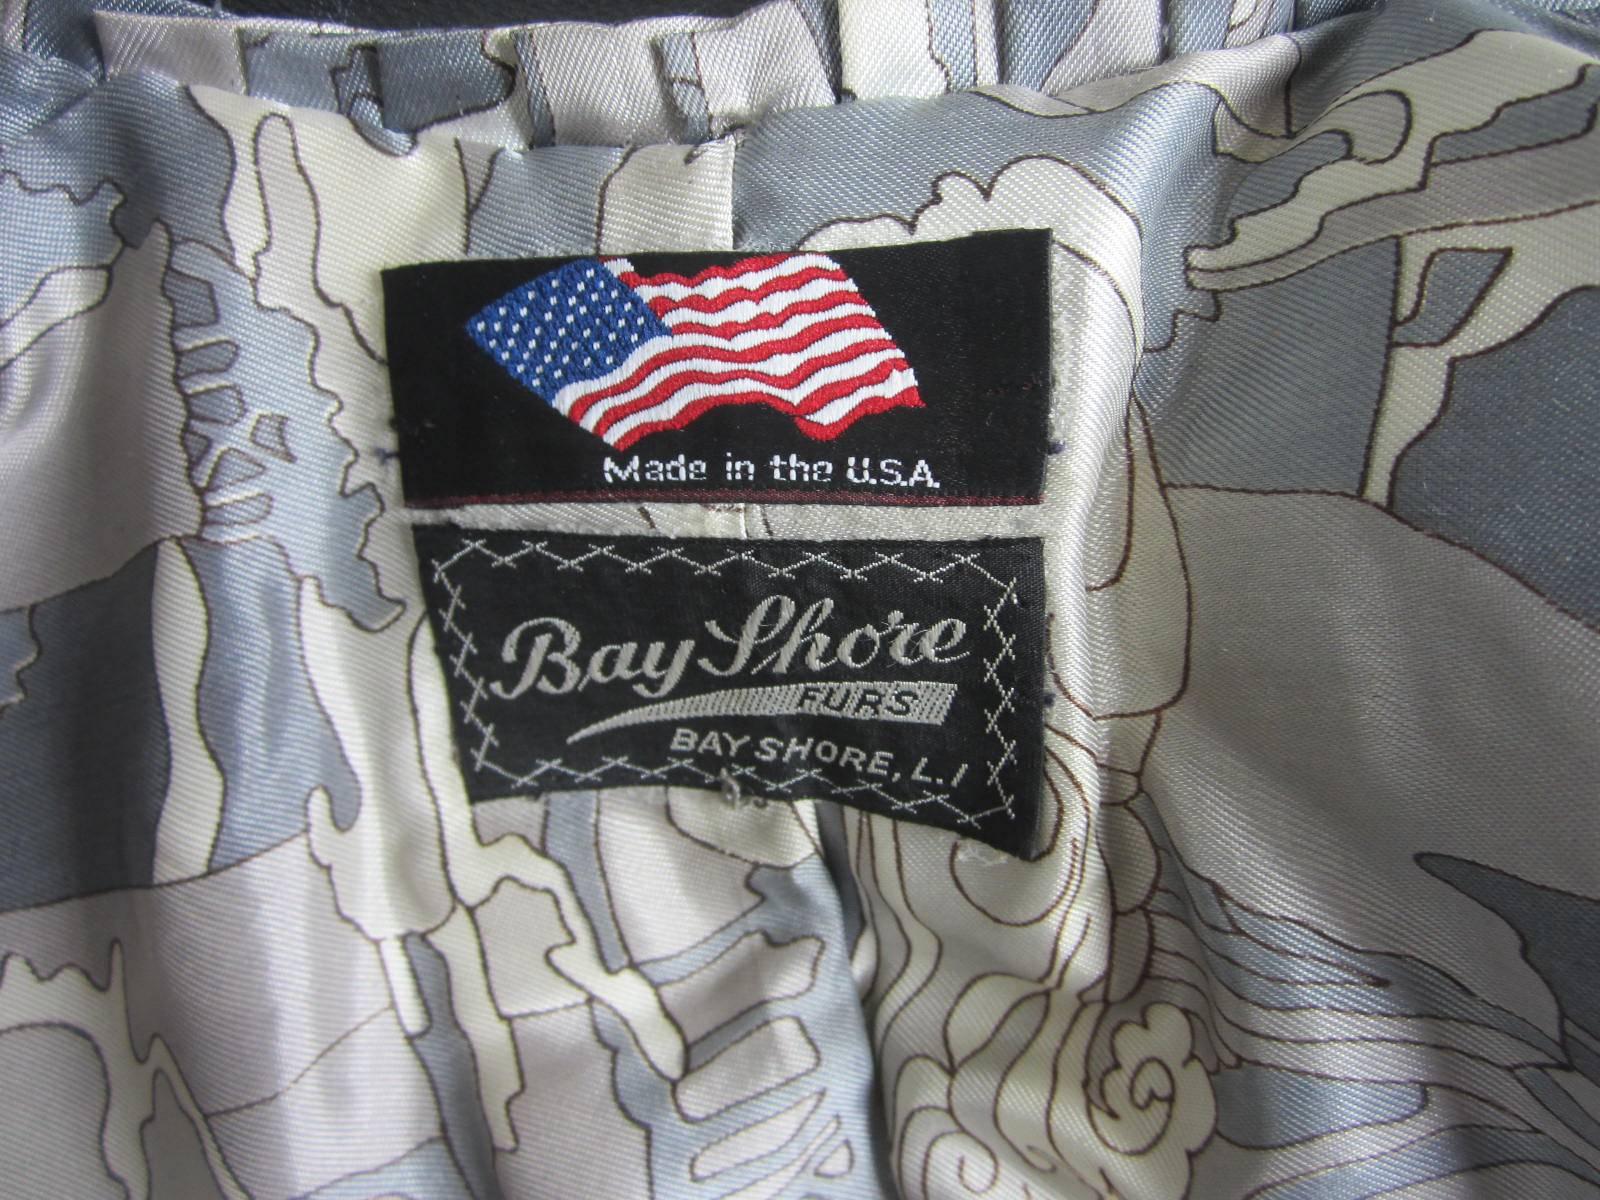 Made in the U.S.A.
Bay Shore
FURS
BAY SHORE, L.I